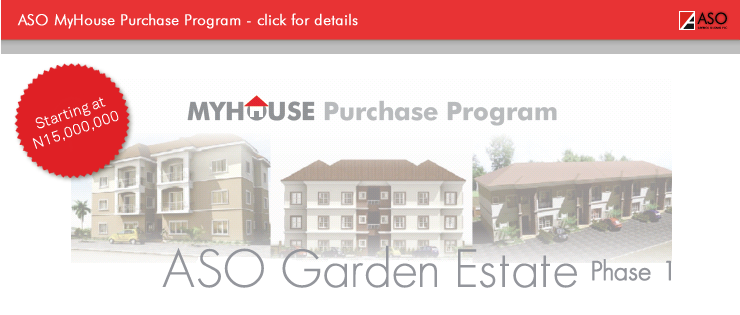 ASO MyHouse Purchase Program - click for details
ASO
Starting at
N15,000,000
MYHOUSE Purchase Program
ASO Garden Estate Phase 1